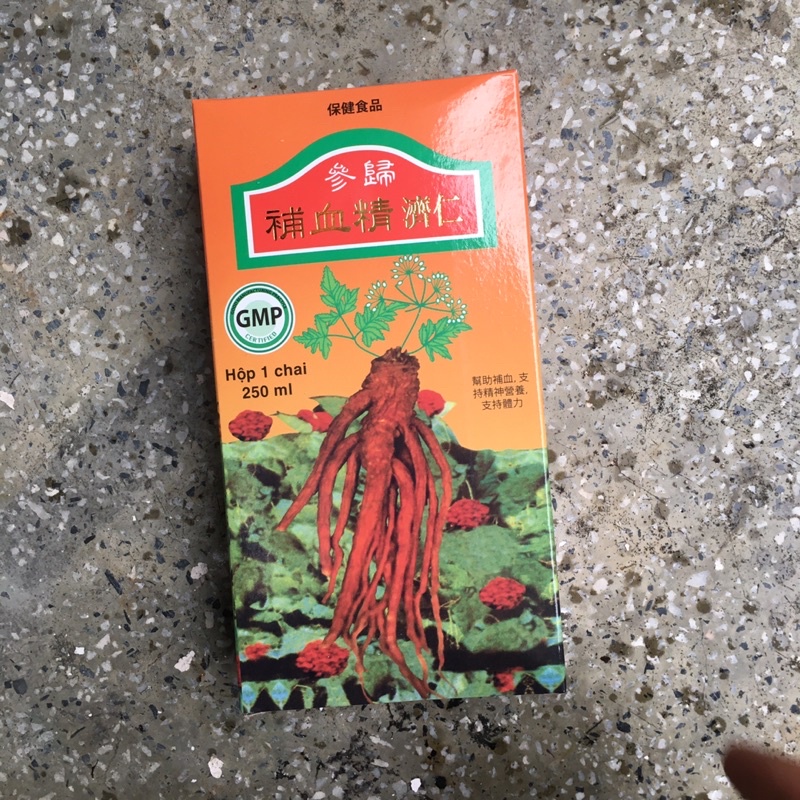 保健食品
參歸
補血精濟仁
GMP
CERTIFIED
Hộp 1 chai
250 ml
幫助補血, 支
持精神營養,
支持體力